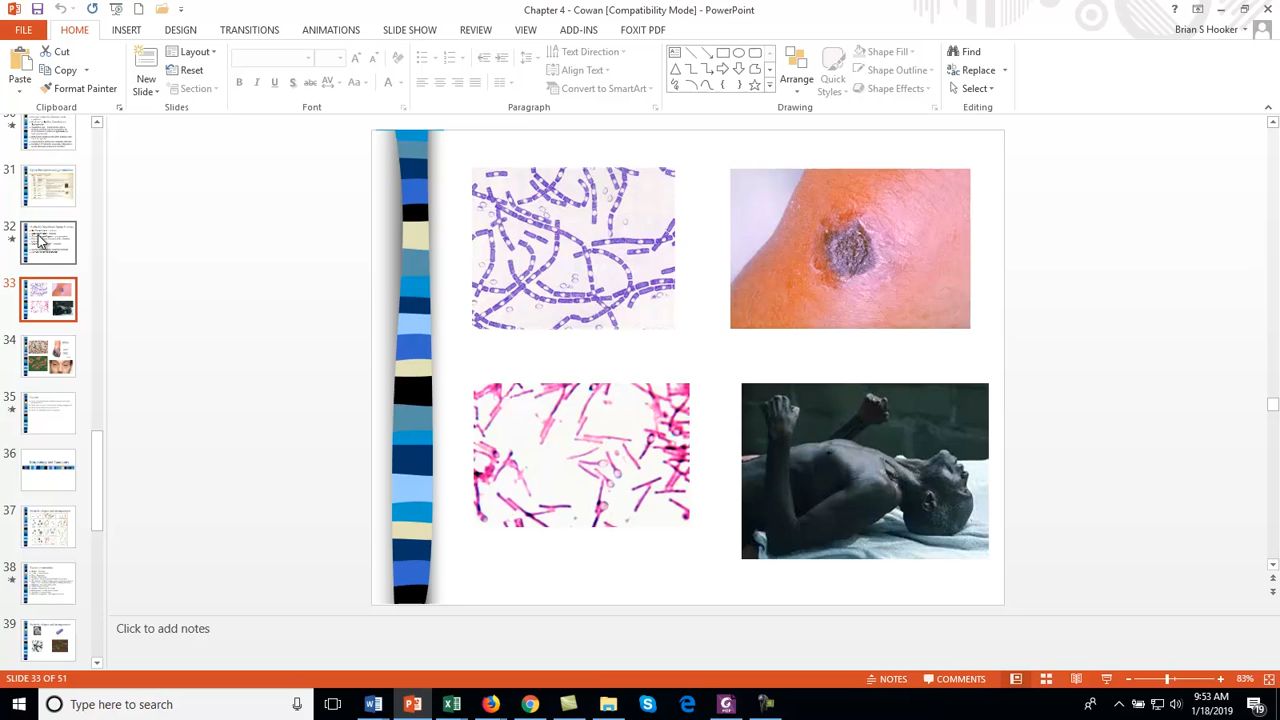 Chapter 4 - Cowan [Compatibility Mode] - PowerPoint
FILE HOME INSERT DESIGN TRANSITIONS ANIMATIONS SLIDE SHOW REVIEW VIEW ADD-INS FOXIT PDF Brian S Hooker
Paste
Cut
Copy
Format Painter
Clipboard
New Slide
Layout
Reset
Section
Slides
Font
Text Direction
Align Text
Convert to SmartArt
Paragraph
Arrange
Quick Styles
Shape Fill
Shape Outline
Shape Effects
Drawing
Find
Replace
Select
Editing
31
32
33
34
35
36
37
38
39
Click to add notes
SLIDE 33 OF 51 NOTES COMMENTS 83%
Type here to search
9:53 AM
1/18/2019